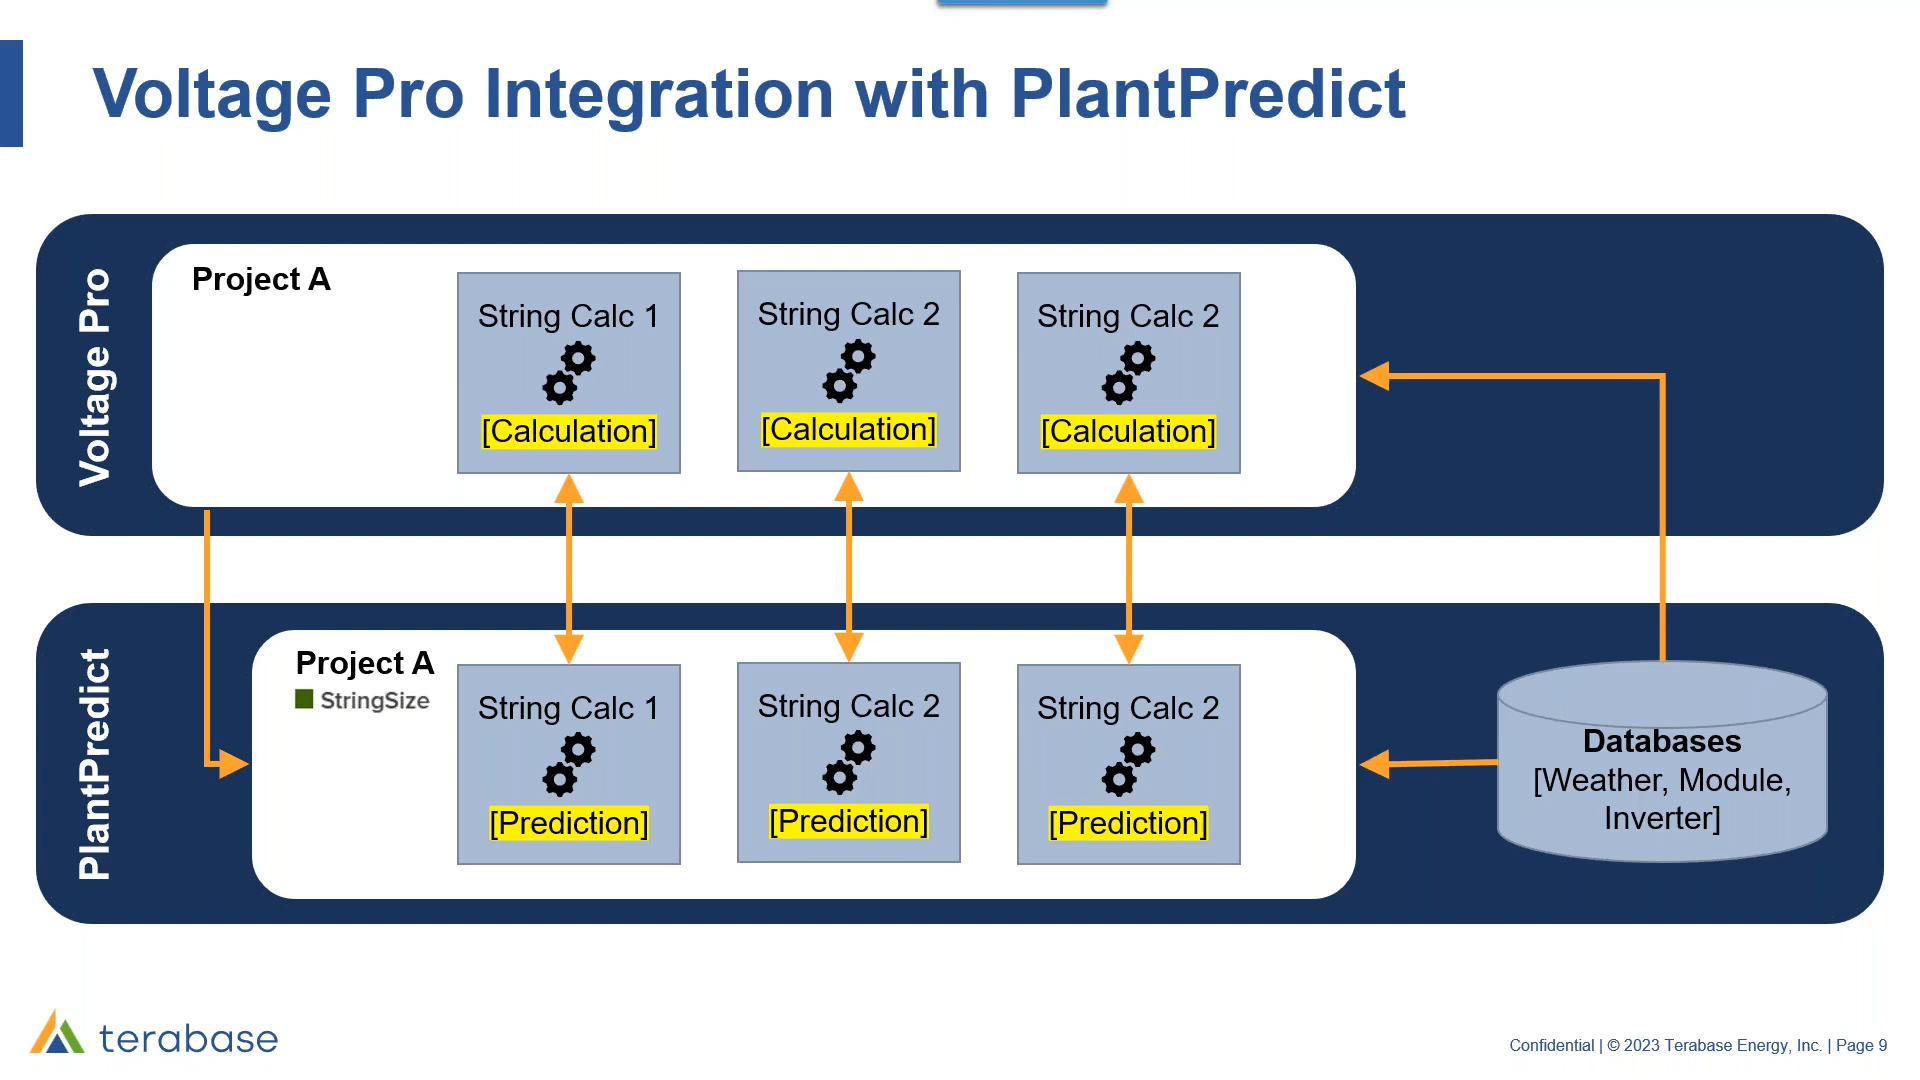 Voltage Pro Integration with PlantPredict
Voltage Pro
Project A
String Calc 1
[Calculation]
String Calc 2
[Calculation]
String Calc 2
[Calculation]
PlantPredict
Project A
StringSize
String Calc 1
[Prediction]
String Calc 2
[Prediction]
String Calc 2
[Prediction]
Databases
[Weather, Module,
Inverter]
terabase
Confidential | © 2023 Terabase Energy, Inc. | Page 9